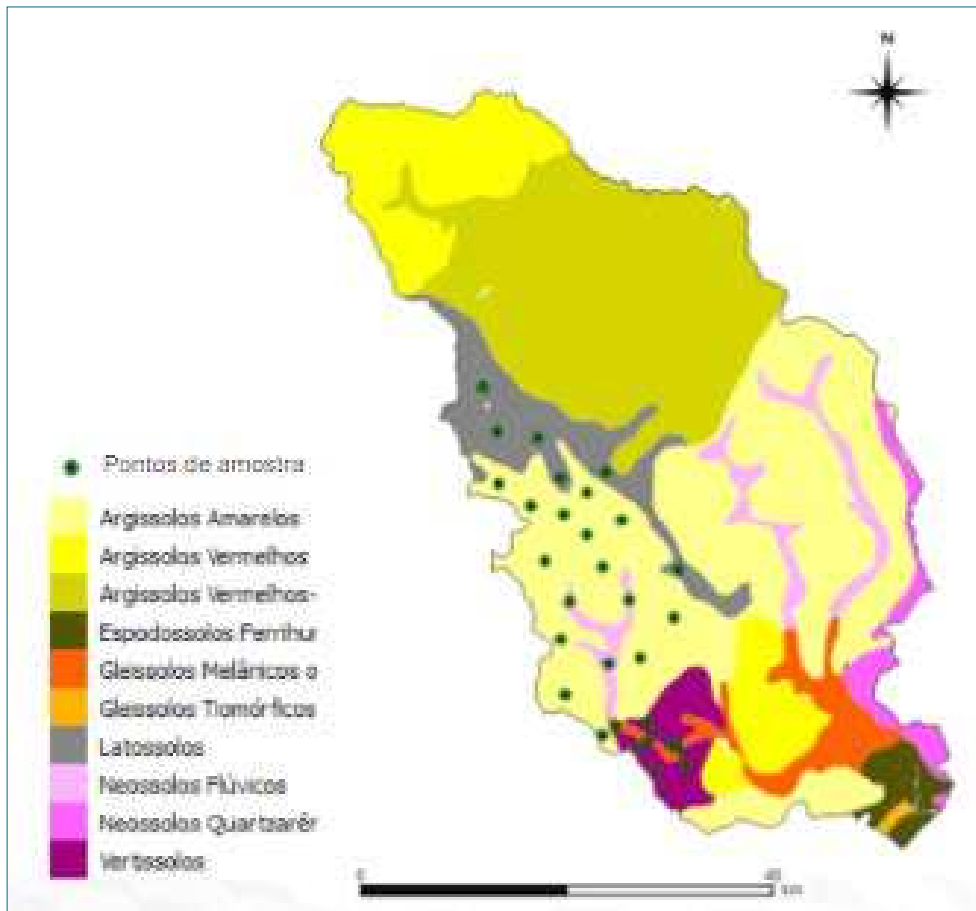 N
Pontos de amostra
Argissolos Amarelos
Argissolos Vermelhos
Argissolos Vermelhos-
Espodossolos Ferrihur
Gleissolos Melânicos o
Gleissolos Tiomórficos
Latossolos
Neossolos Flúvicos
Neossolos Quartzarêr
Vertissolos
0
km